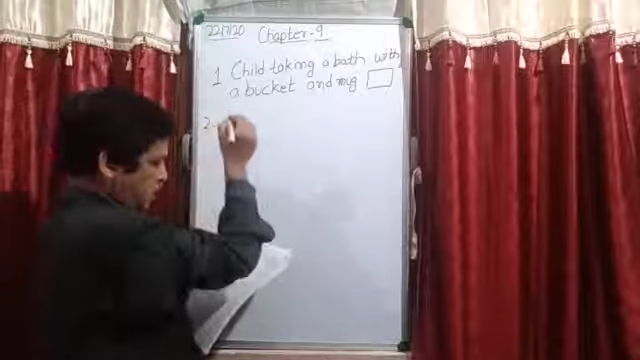 22/7/20 Chapter-9
1 Child taking a bath with
a bucket and mug
2-